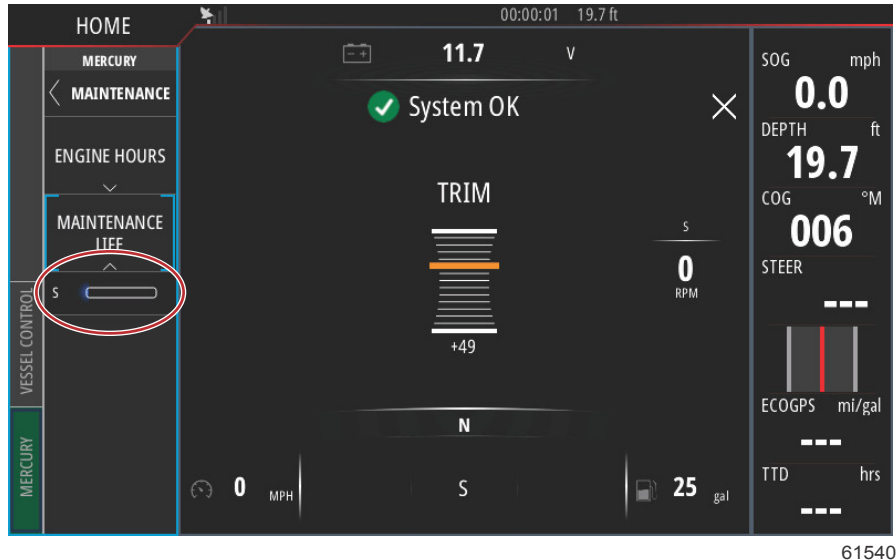 HOME
00:00:01 19.7 ft
MERCURY
MAINTENANCE
ENGINE HOURS
MAINTENANCE
LIFE
S
VESSEL CONTROL
MERCURY
- +
11.7 V
System OK
TRIM
+49
S
0
RPM
N
0 MPH
S
25 gal
SOG mph
0.0
DEPTH ft
19.7
COG °M
006
STEER
---
ECOGPS mi/gal
---
TTD hrs
---
61540